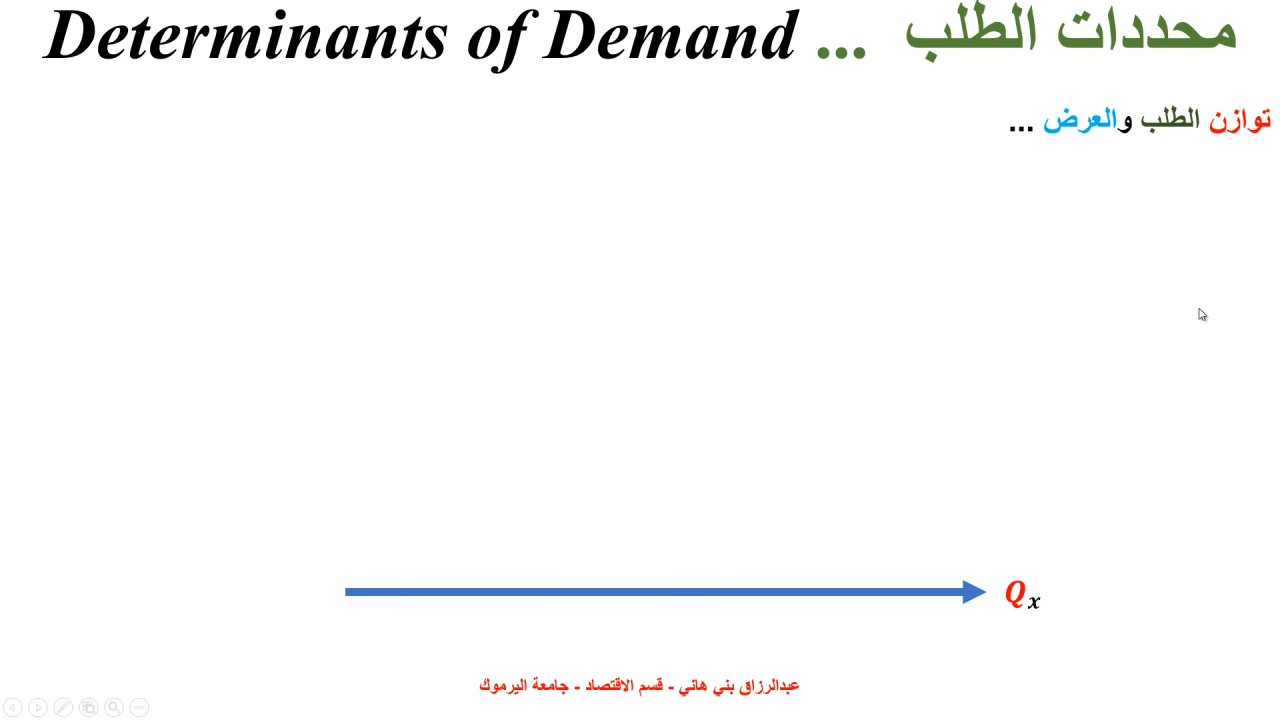 محددات الطلب ... Determinants of Demand
توازن الطلب والعرض ...
Qx
عبدالرزاق بني هاني - قسم الاقتصاد - جامعة اليرموك